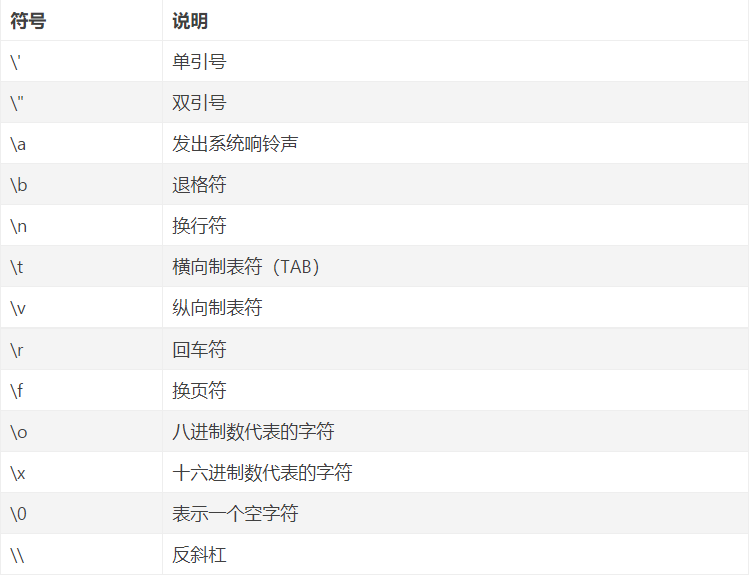 符号 说明
\' 单引号
\" 双引号
\a 发出系统响铃声
\b 退格符
\n 换行符
\t 横向制表符（TAB）
\v 纵向制表符
\r 回车符
\f 换页符
\o 八进制数代表的字符
\x 十六进制数代表的字符
\0 表示一个空字符
\\ 反斜杠